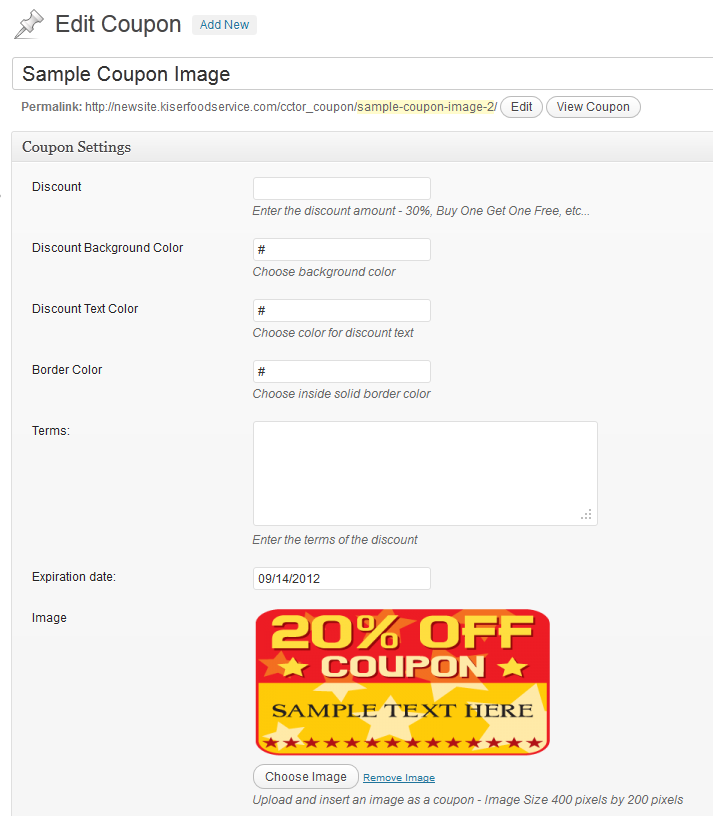 Edit Coupon Add New
Sample Coupon Image
Permalink: http://newsite.kiserfoodservice.com/cctor_coupon/sample-coupon-image-2/ Edit View Coupon
Coupon Settings
Discount
Enter the discount amount - 30%, Buy One Get One Free, etc...
Discount Background Color #
Choose background color
Discount Text Color #
Choose color for discount text
Border Color #
Choose inside solid border color
Terms:
Enter the terms of the discount
Expiration date: 09/14/2012
Image
20% OFF
COUPON
SAMPLE TEXT HERE
Choose Image Remove Image
Upload and insert an image as a coupon - Image Size 400 pixels by 200 pixels